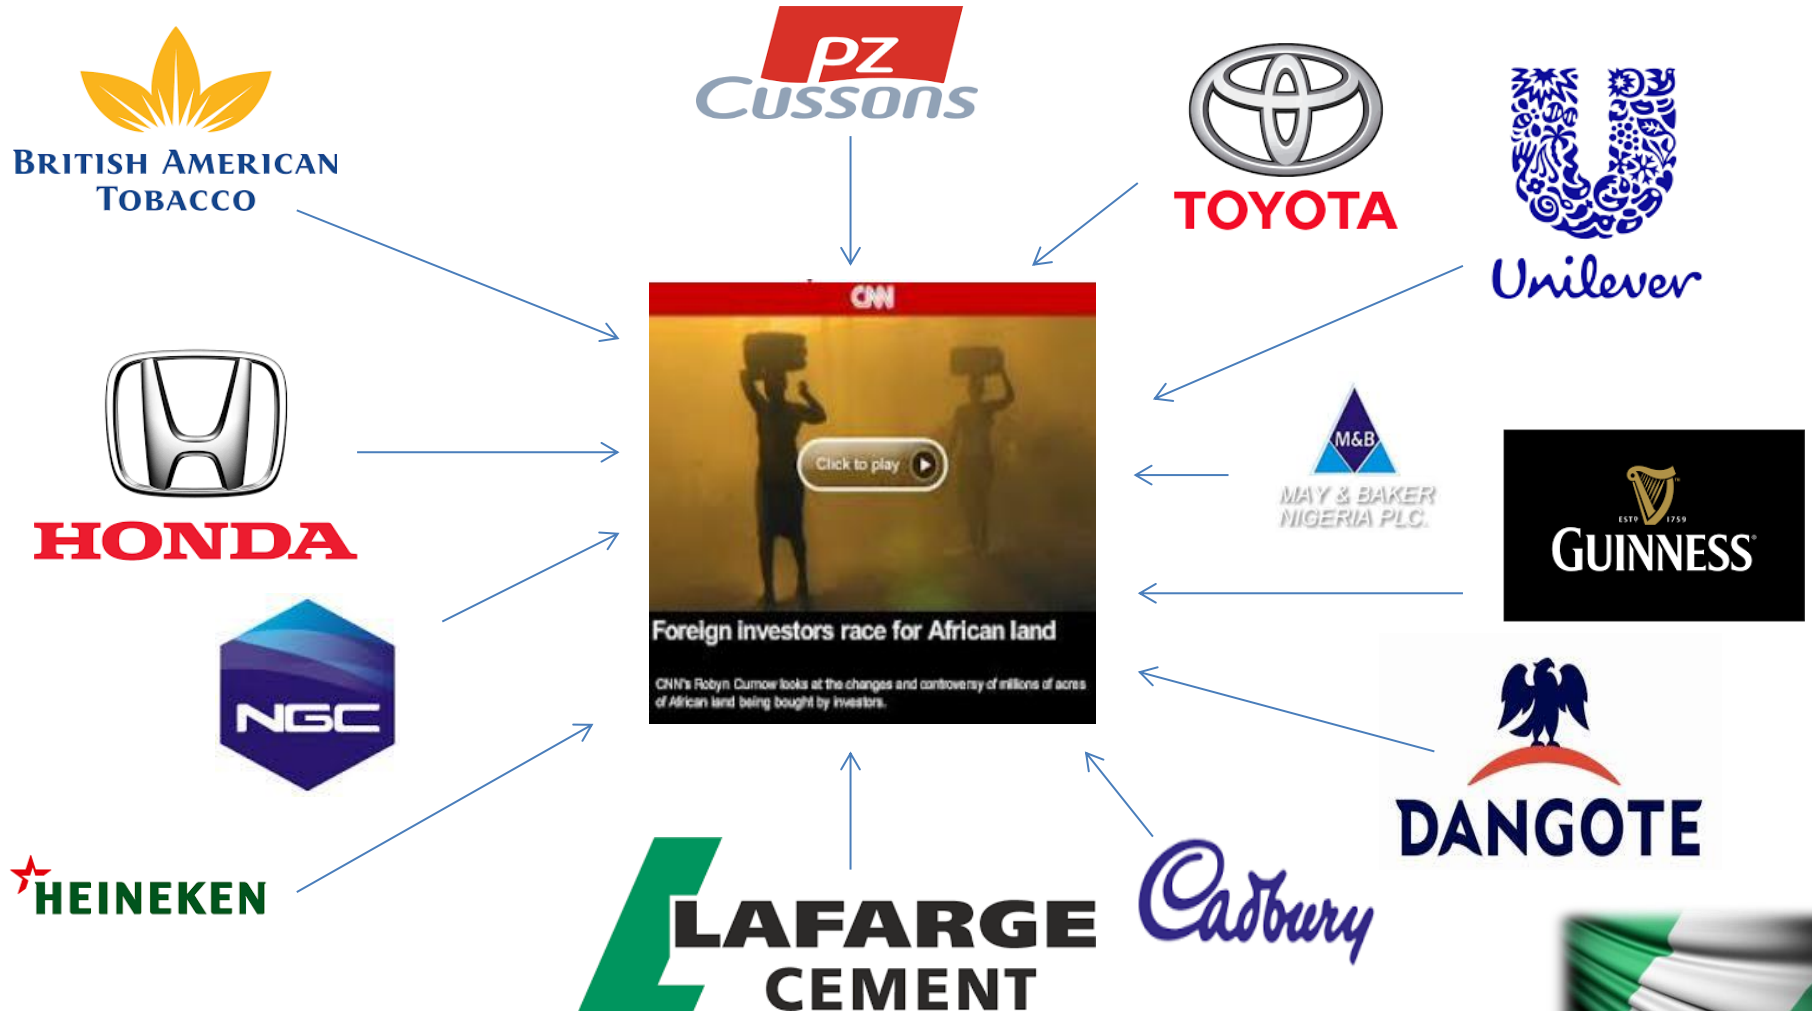 PZ
Cussons
BRITISH AMERICAN
TOBACCO
TOYOTA
Unilever
CNN
Click to play
Foreign investors race for African land
CNN's Robyn Curnow looks at the changes and controversy of millions of acres
of African land being bought by investors.
HONDA
M&B
MAY & BAKER
NIGERIA PLC.
ESTD 1759
GUINNESS
NGC
DANGOTE
HEINEKEN
LAFARGE
CEMENT
Cadbury